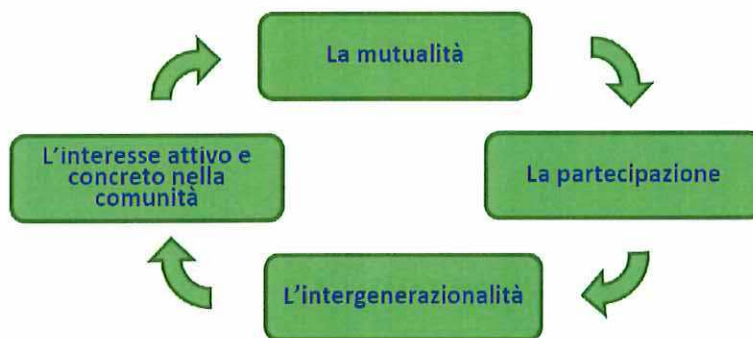 La mutualità
La partecipazione
L'intergenerazionalità
L'interesse attivo e
concreto nella
comunità